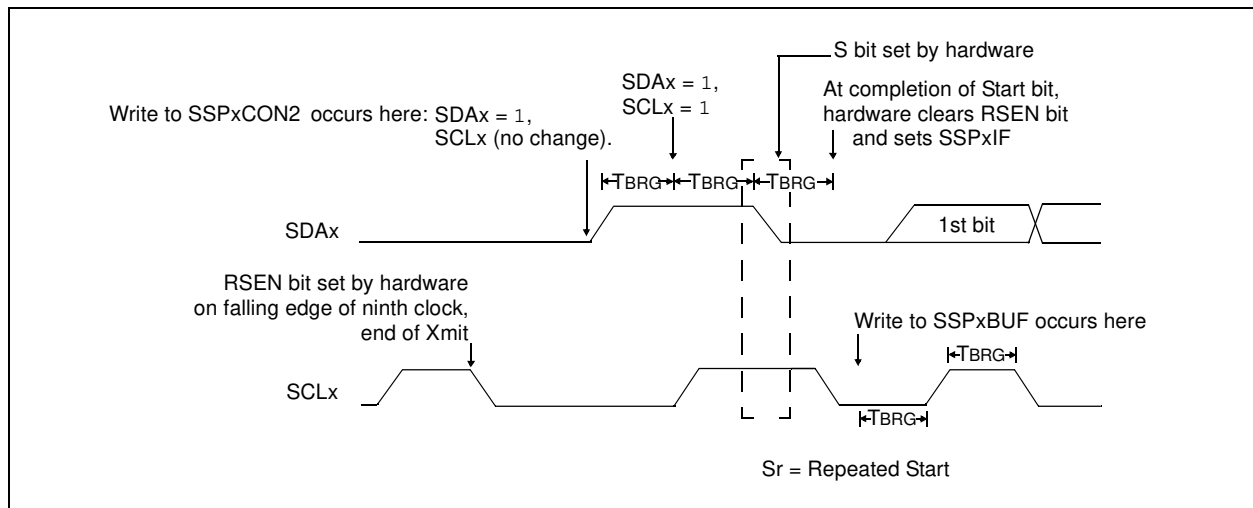 S bit set by hardware
SDAx = 1,
SCLx = 1
At completion of Start bit,
hardware clears RSEN bit
and sets SSPxIF
Write to SSPxCON2 occurs here: SDAx = 1,
SCLx (no change).
TBRG TBRG TBRG
SDAx
1st bit
RSEN bit set by hardware
on falling edge of ninth clock,
end of Xmit
Write to SSPxBUF occurs here
TBRG
SCLx
TBRG
Sr = Repeated Start